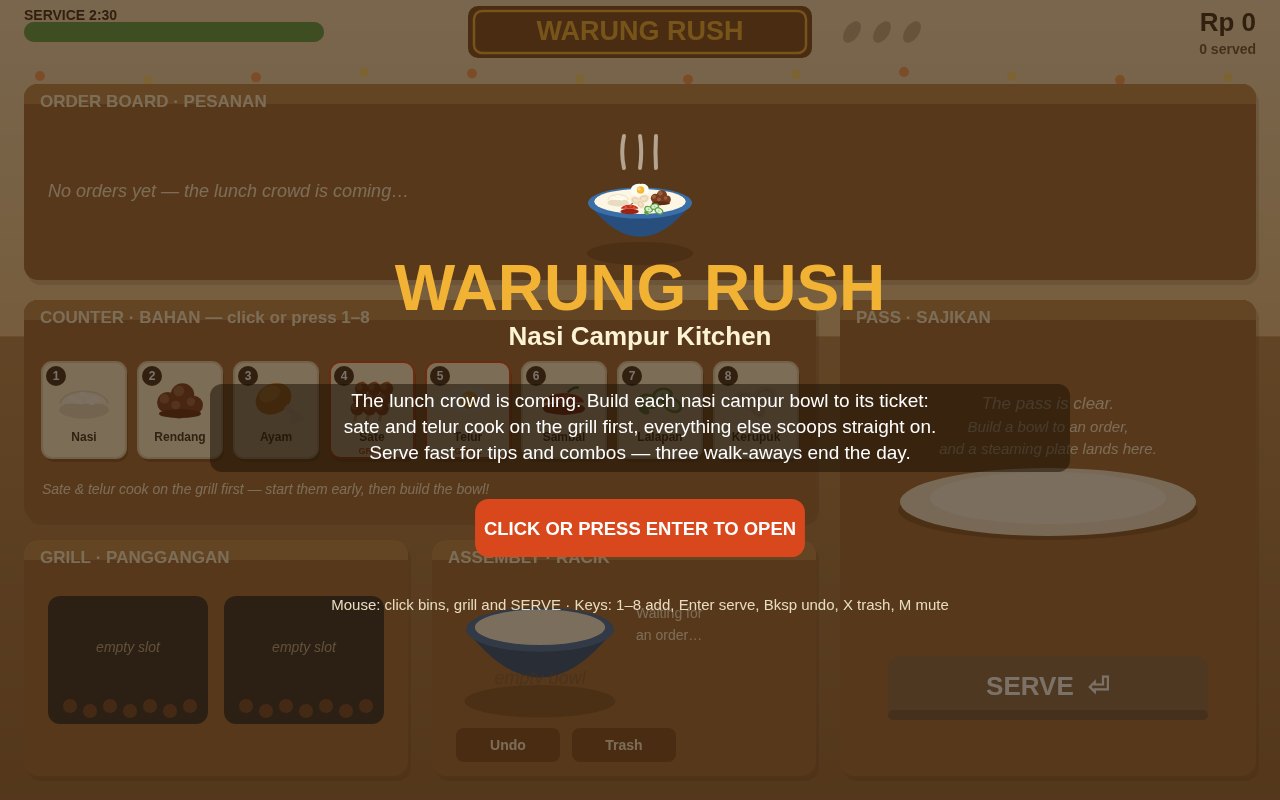 SERVICE 2:30
WARUNG RUSH
Rp 0
0 served
ORDER BOARD · PESANAN
No orders yet — the lunch crowd is coming…
WARUNG RUSH
Nasi Campur Kitchen
COUNTER · BAHAN — click or press 1–8
PASS · SAJIKAN
1
2
3
4
5
6
7
8
Nasi
Rendang
Ayam
Sate
Telur
Sambal
Lalapan
Kerupuk
The lunch crowd is coming. Build each nasi campur bowl to its ticket:
sate and telur cook on the grill first, everything else scoops straight on.
Serve fast for tips and combos — three walk-aways end the day.
The pass is clear.
Build a bowl to an order,
and a steaming plate lands here.
Sate & telur cook on the grill first — start them early, then build the bowl!
CLICK OR PRESS ENTER TO OPEN
GRILL · PANGGANGAN
ASSEMBLY · RACIK
Mouse: click bins, grill and SERVE · Keys: 1–8 add, Enter serve, Bksp undo, X trash, M mute
empty slot
empty slot
Waiting for
an order…
empty bowl
SERVE ⏎
Undo
Trash